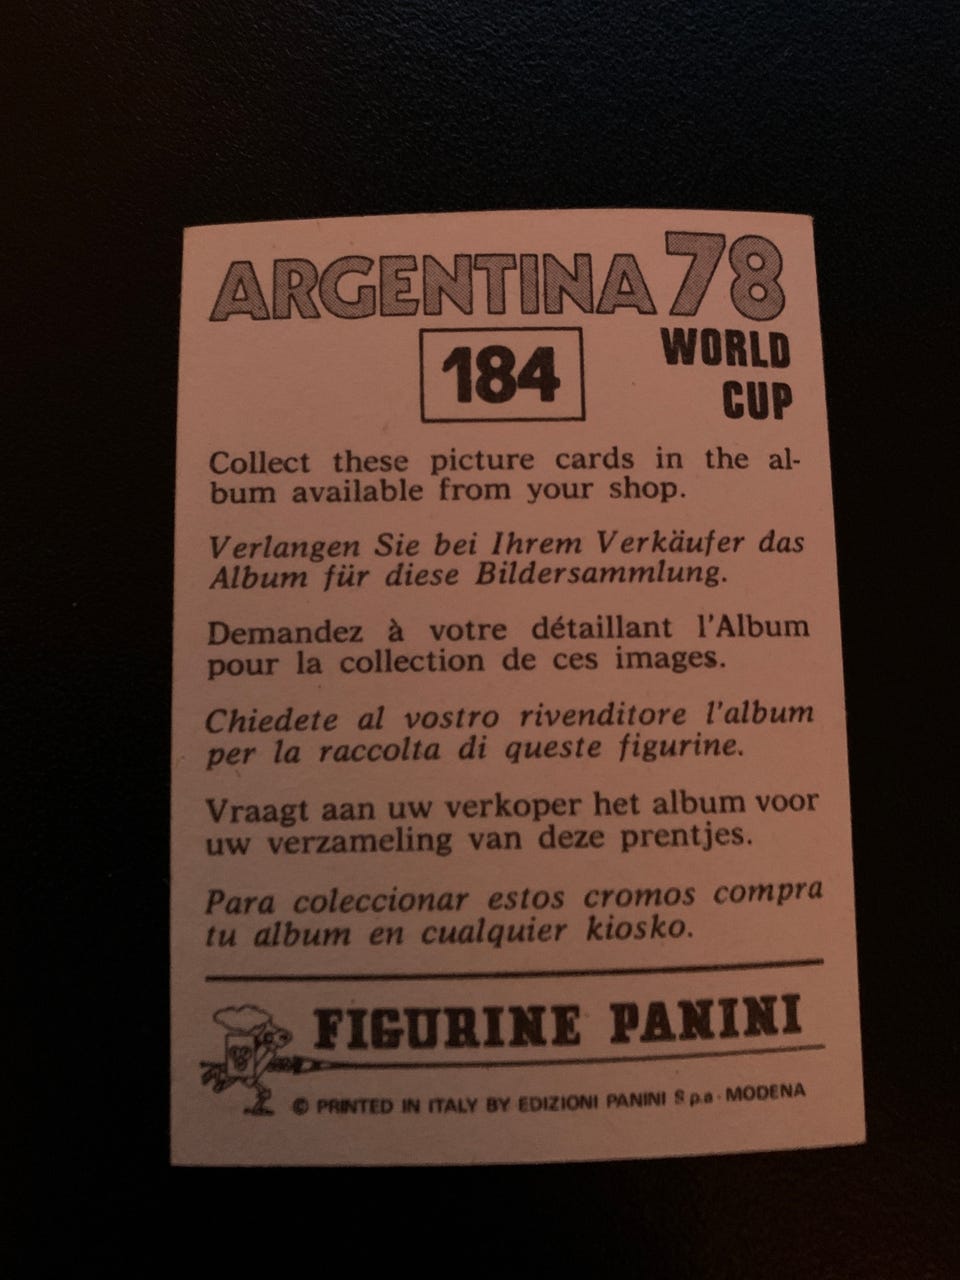 ARGENTINA 78
184
WORLD
CUP
Collect these picture cards in the al-
bum available from your shop.
Verlangen Sie bei Ihrem Verkäufer das
Album für diese Bildersammlung.
Demandez à votre détaillant l'Album
pour la collection de ces images.
Chiedete al vostro rivenditore l'album
per la raccolta di queste figurine.
Vraagt aan uw verkoper het album voor
uw verzameling van deze prentjes.
Para coleccionar estos cromos compra
tu album en cualquier kiosko.
FIGURINE PANINI
© PRINTED IN ITALY BY EDIZIONI PANINI S p.a - MODENA